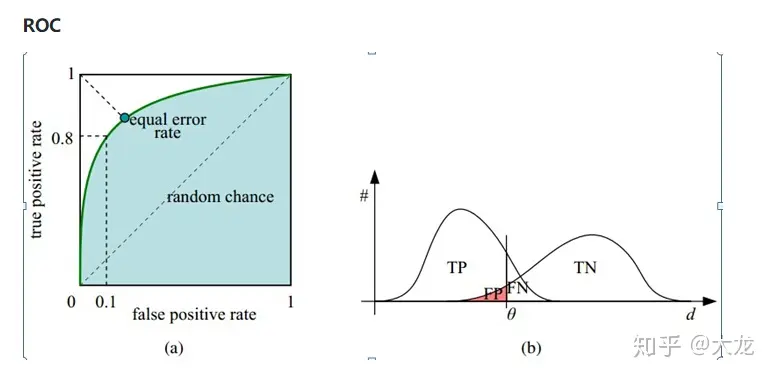 ROC
1
0.8
true positive rate
equal error
rate
random chance
0
0.1
1
false positive rate
(a)
#
TP
FP
FN
TN
θ
d
(b)
知乎 @大龙